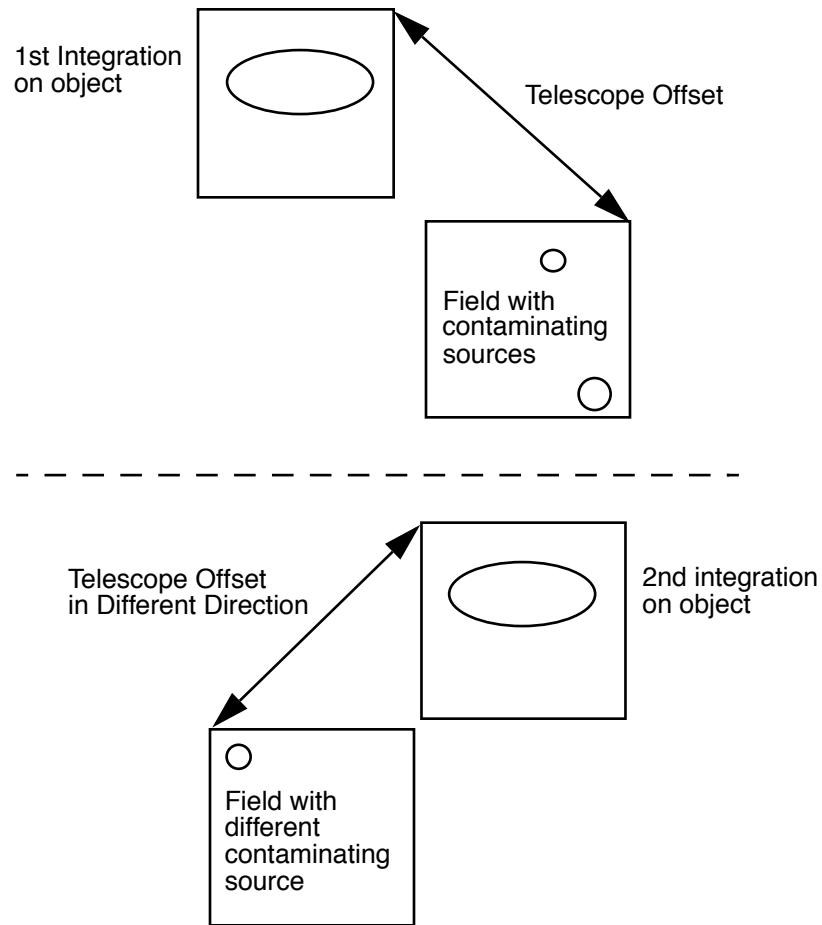 1st Integration
on object
Telescope Offset
Field with
contaminating
sources
Telescope Offset
in Different Direction
2nd integration
on object
Field with
different
contaminating
source